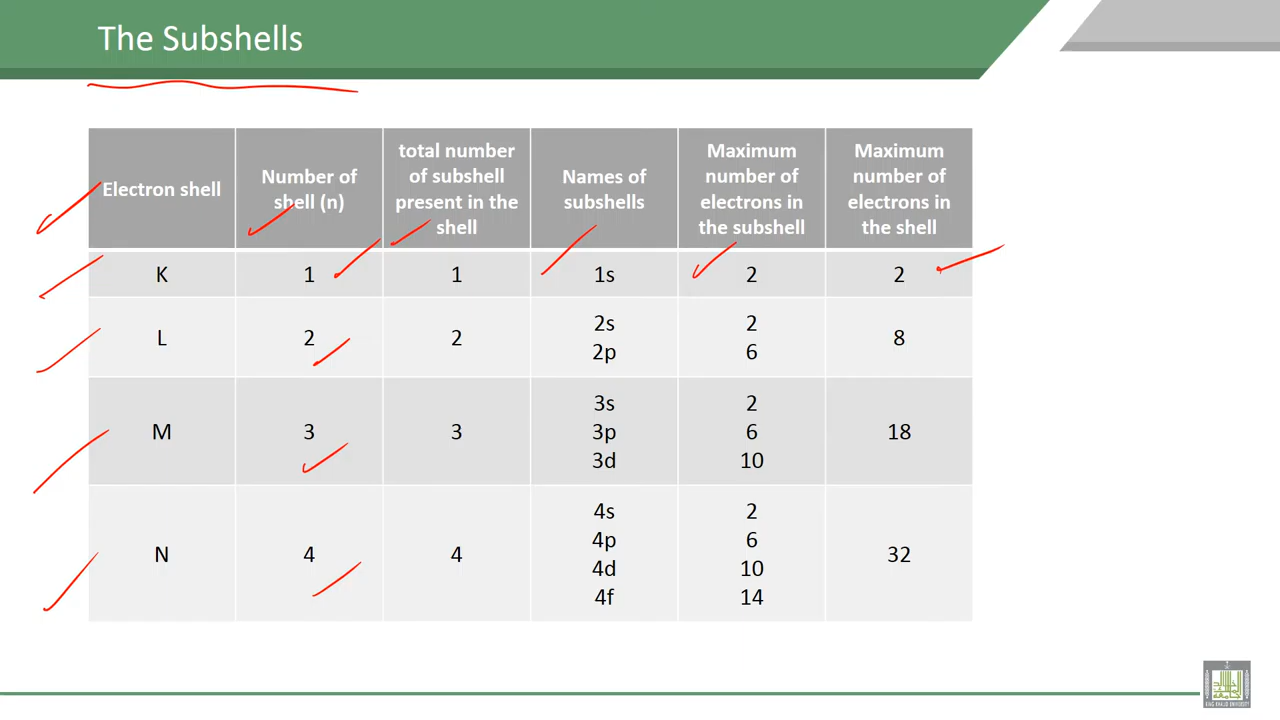 The Subshells
Electron shell
Number of
shell (n)
total number
of subshell
present in the
shell
Names of
subshells
Maximum
number of
electrons in
the subshell
Maximum
number of
electrons in
the shell
K
1
1
1s
2
2
L
2
2
2s
2p
2
6
8
M
3
3
3s
3p
3d
2
6
10
18
N
4
4
4s
4p
4d
4f
2
6
10
14
32
KING KHALID UNIVERSITY